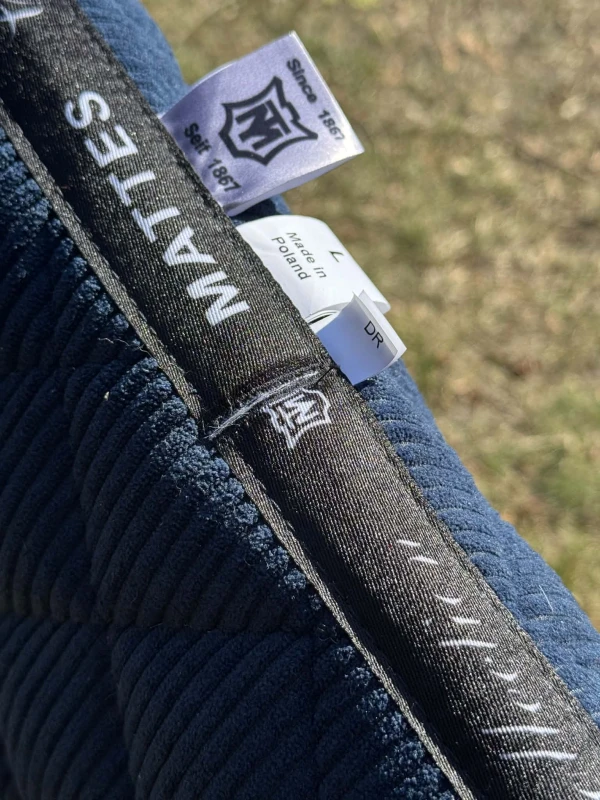 MATTES
Since 1867
M
Seit 1867
L
Made in
Poland
DR
M